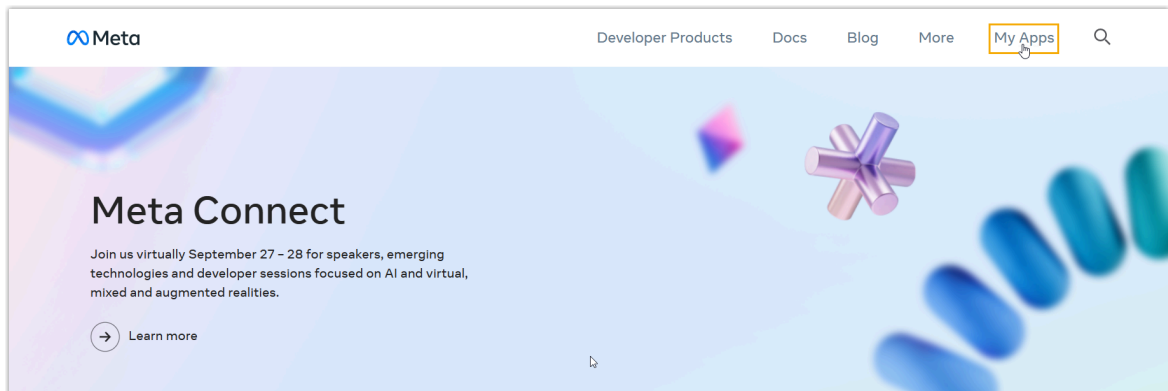 Meta
Developer Products Docs Blog More My Apps
Meta Connect
Join us virtually September 27 – 28 for speakers, emerging
technologies and developer sessions focused on AI and virtual,
mixed and augmented realities.
Learn more